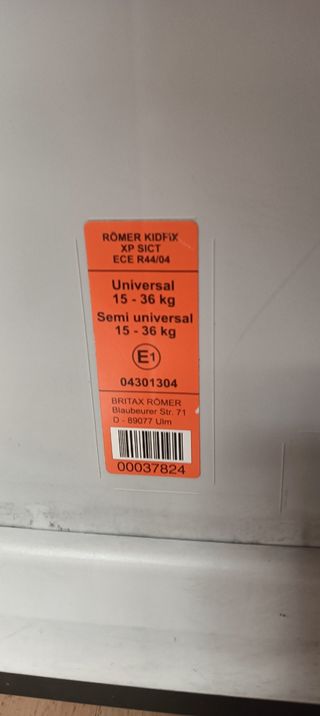 RÖMER KIDFiX
XP SICT
ECE R44/04
Universal
15 - 36 kg
Semi universal
15 - 36 kg
E1
04301304
BRITAX RÖMER
Blaubeurer Str. 71
D - 89077 Ulm
00037824